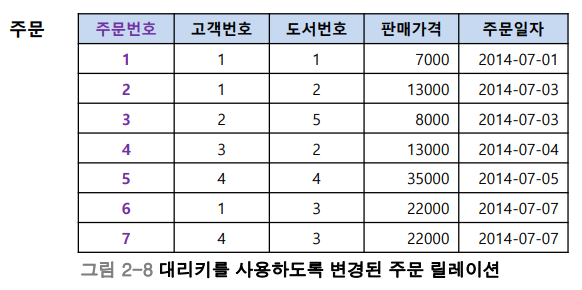 주문
주문번호 고객번호 도서번호 판매가격 주문일자
1 1 1 7000 2014-07-01
2 1 2 13000 2014-07-03
3 2 5 8000 2014-07-03
4 3 2 13000 2014-07-04
5 4 4 35000 2014-07-05
6 1 3 22000 2014-07-07
7 4 3 22000 2014-07-07
그림 2-8 대리키를 사용하도록 변경된 주문 릴레이션